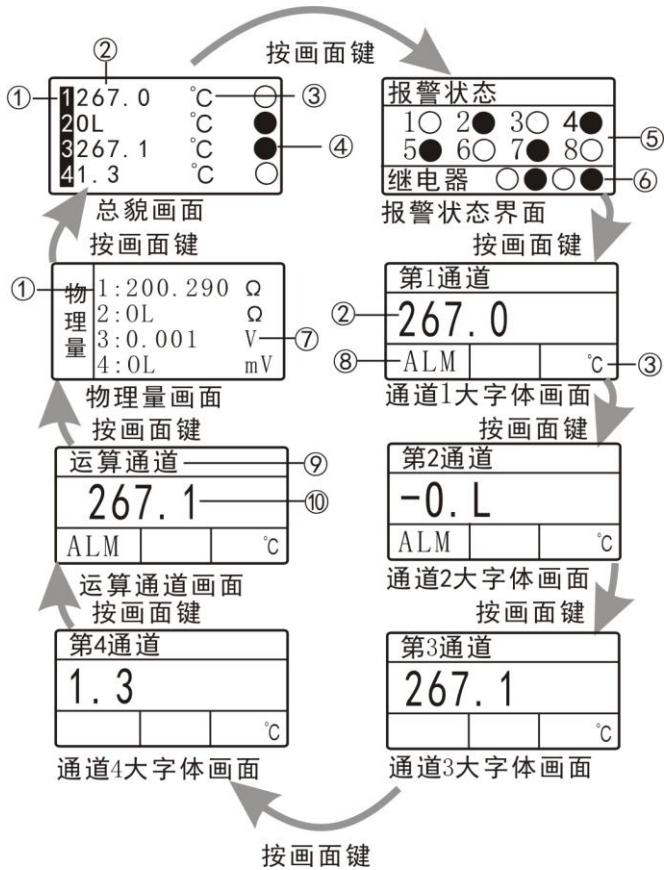 按画面键
②
①
1 267.0 ℃ ○ ③
2 0L ℃ ●
3 267.1 ℃ ● ④
4 1.3 ℃ ○
总貌画面
报警状态
1○ 2● 3○ 4●
5● 6○ 7● 8○
⑤
继电器 ○●○● ⑥
报警状态界面
按画面键
第1通道
② 267.0
⑧ ALM ℃ ③
通道1大字体画面
按画面键
第2通道
-0.L
ALM ℃
通道2大字体画面
按画面键
第3通道
267.1
℃
通道3大字体画面
按画面键
第4通道
1.3
℃
通道4大字体画面
按画面键
运算通道 ⑨
267.1 ⑩
ALM ℃
运算通道画面
按画面键
物理量
① 1:200.290 Ω
2:0L Ω
3:0.001 V ⑦
4:0L mV
物理量画面
按画面键